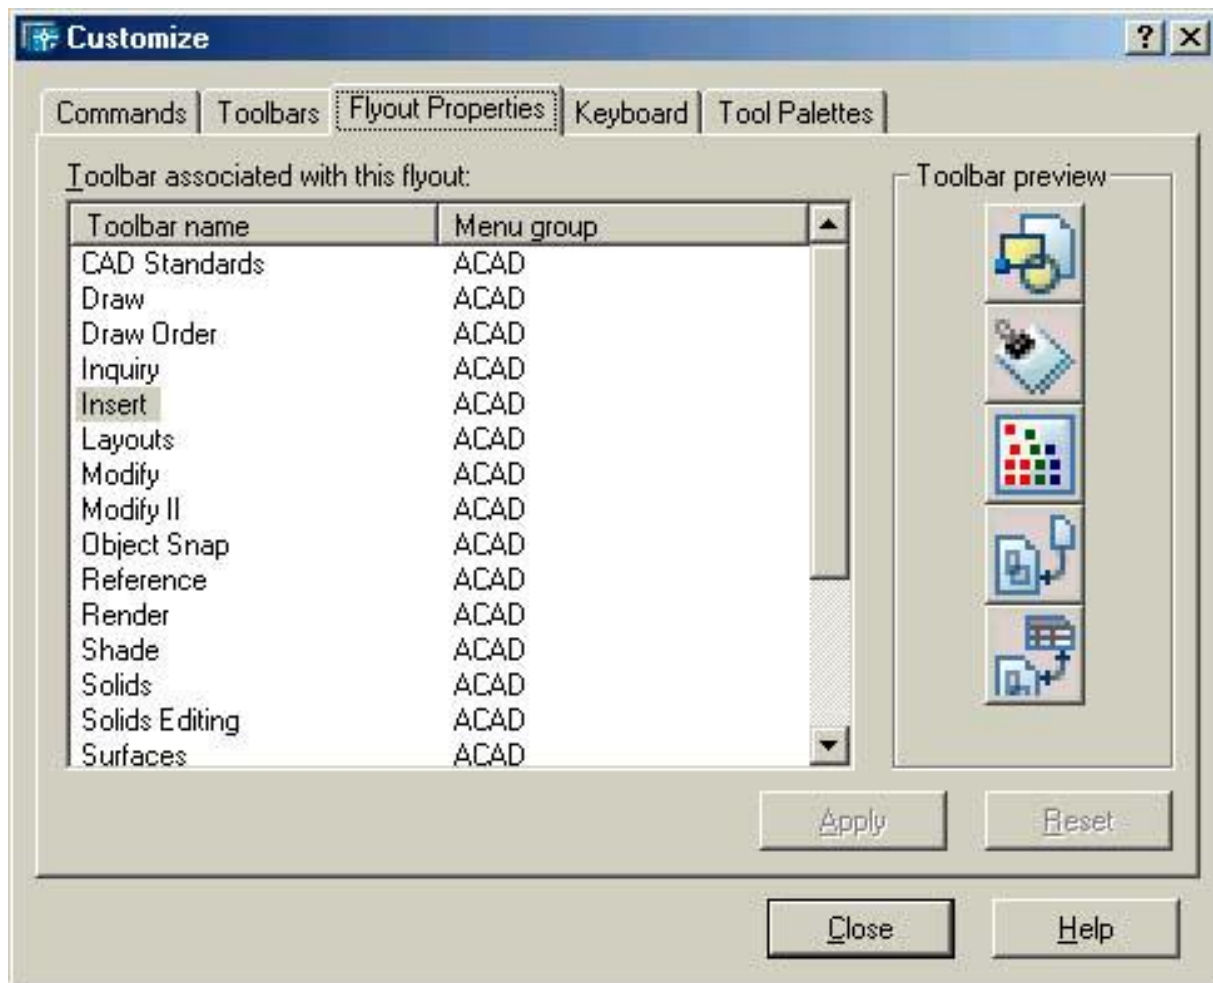 Customize
Commands Toolbars Flyout Properties Keyboard Tool Palettes
Toolbar associated with this flyout:
Toolbar preview
Toolbar name Menu group
CAD Standards ACAD
Draw ACAD
Draw Order ACAD
Inquiry ACAD
Insert ACAD
Layouts ACAD
Modify ACAD
Modify II ACAD
Object Snap ACAD
Reference ACAD
Render ACAD
Shade ACAD
Solids ACAD
Solids Editing ACAD
Surfaces ACAD
Apply Reset
Close Help